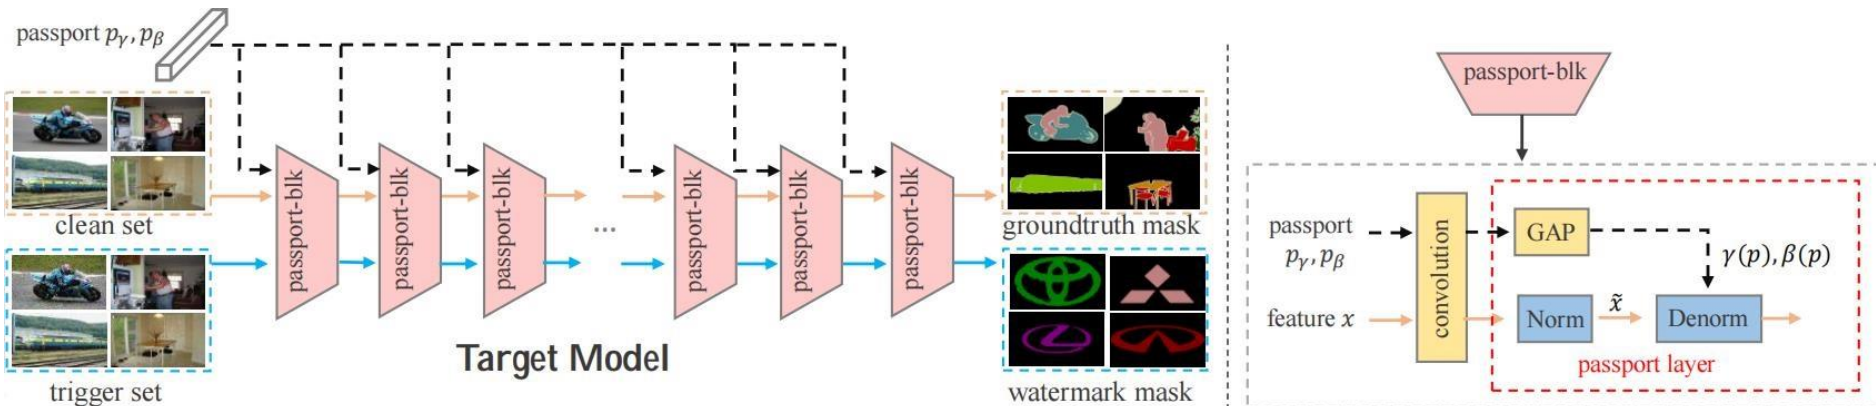 passport pγ, pβ
clean set
trigger set
passport-blk
passport-blk
passport-blk
...
passport-blk
passport-blk
passport-blk
Target Model
groundtruth mask
watermark mask
passport-blk
passport
pγ, pβ
feature x
convolution
GAP
γ(p), β(p)
Norm
x̃
Denorm
passport layer